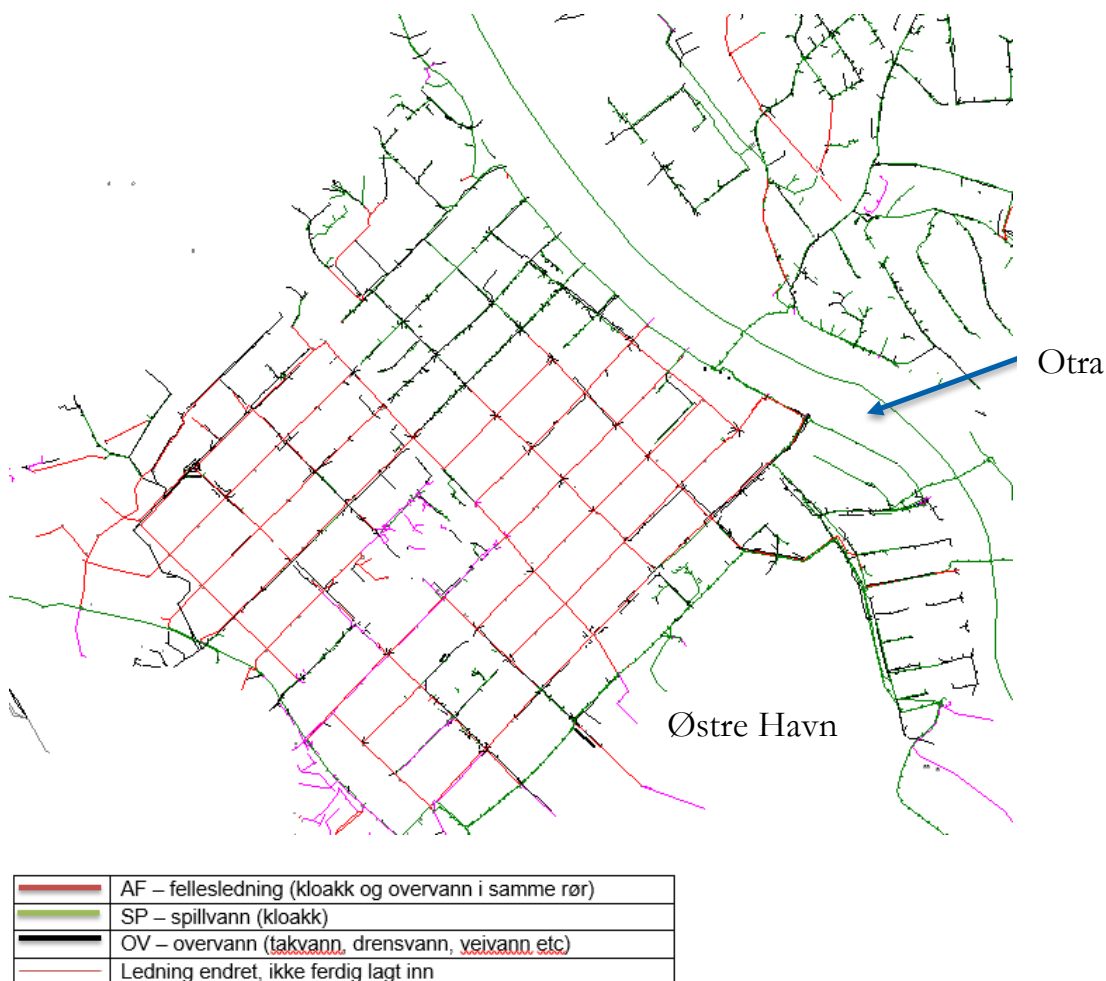 Otra
Østre Havn
AF – fellesledning (kloakk og overvann i samme rør)
SP – spillvann (kloakk)
OV – overvann (takvann, drensvann, veivann etc)
Ledning endret, ikke ferdig lagt inn